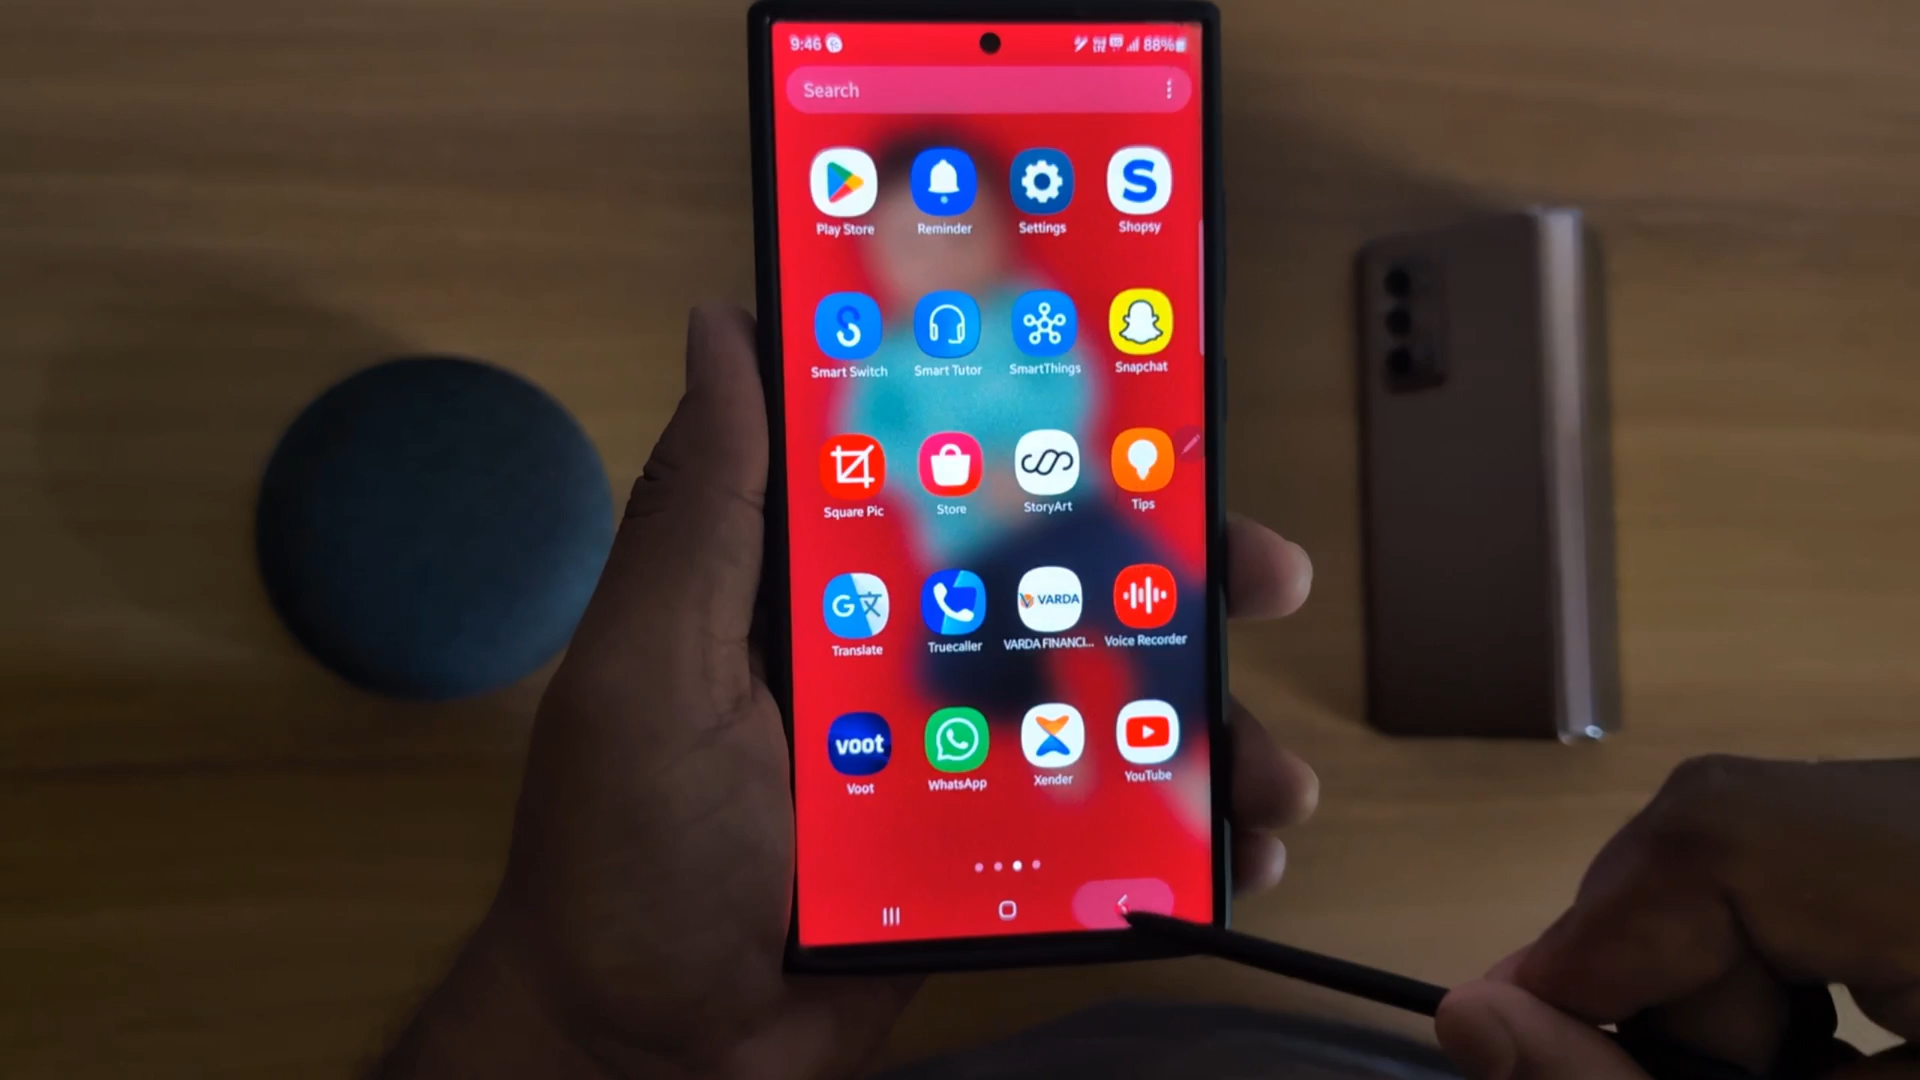 9:46 88%
Search
Play Store Reminder Settings Shopsy
Smart Switch Smart Tutor SmartThings Snapchat
Square Pic Store StoryArt Tips
G 文
VARDA
Translate Truecaller VARDA FINANCI... Voice Recorder
voot
Voot WhatsApp Xender YouTube